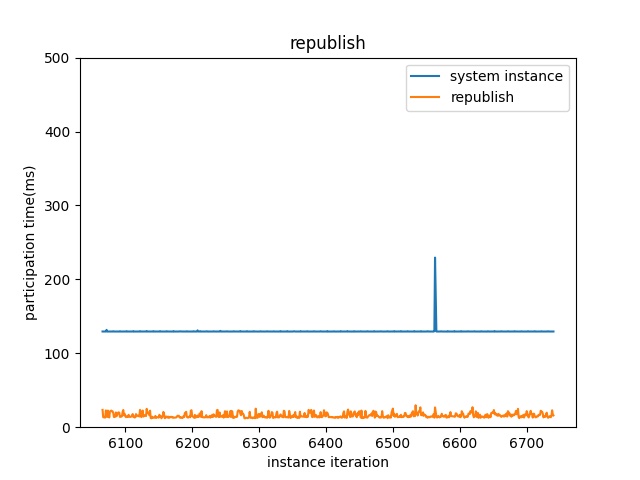 republish
system instance
republish
500
400
300
200
100
0
participation time(ms)
6100 6200 6300 6400 6500 6600 6700
instance iteration